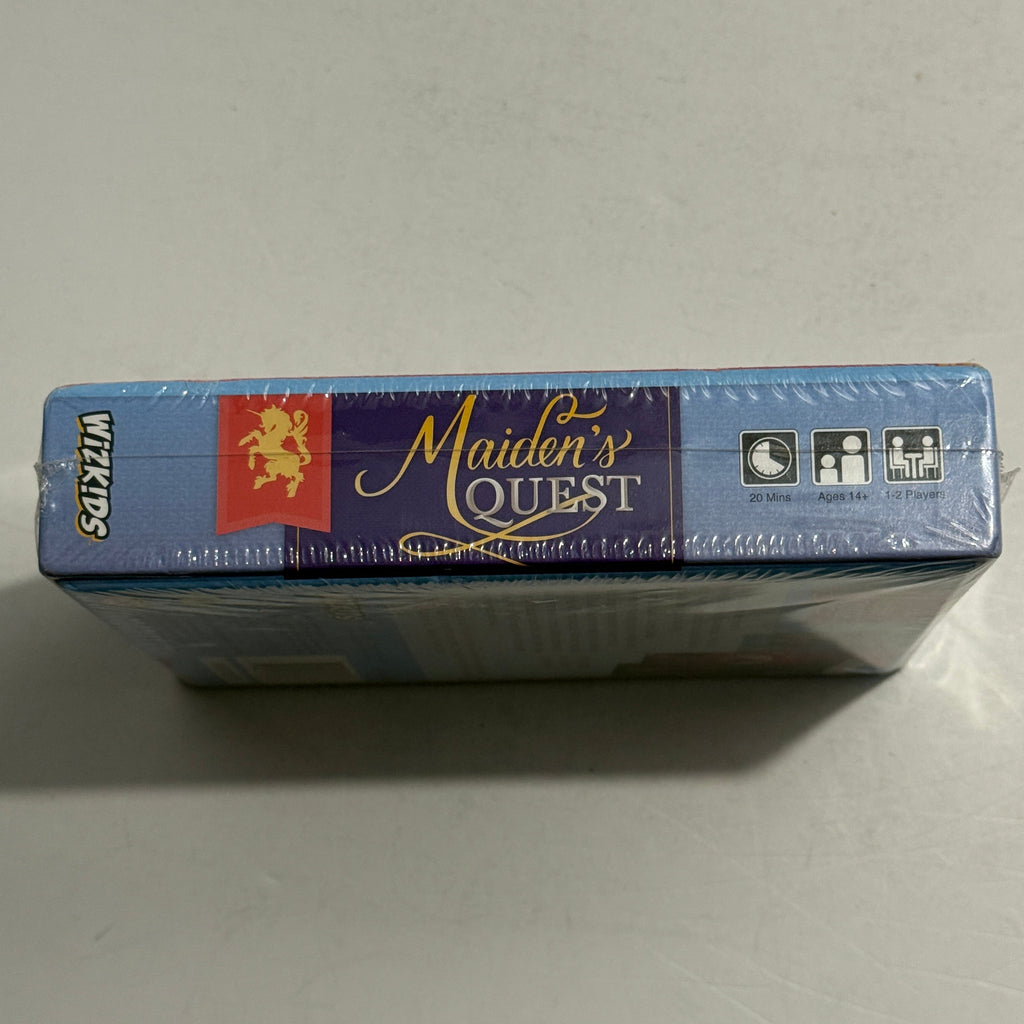 WIZKIDS
Maiden's
QUEST
20 Mins
Ages 14+
1-2 Players